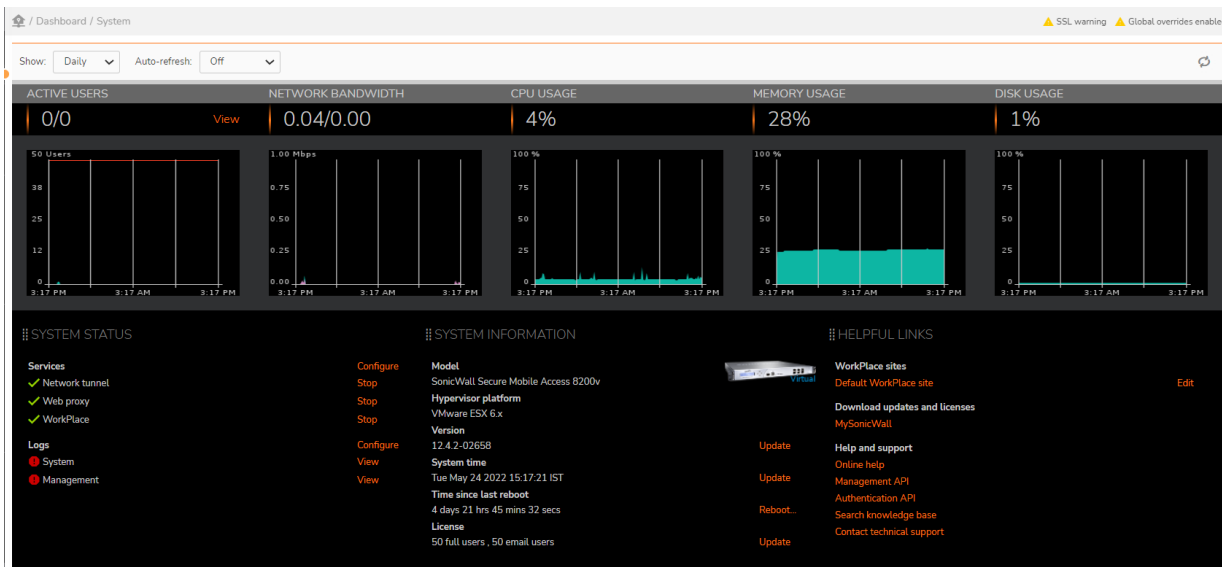 / Dashboard / System
SSL warning Global overrides enable
Show: Daily Auto-refresh: Off
ACTIVE USERS NETWORK BANDWIDTH CPU USAGE MEMORY USAGE DISK USAGE
0/0 View 0.04/0.00 4% 28% 1%
50 Users
38
25
12
0
3:17 PM 3:17 AM 3:17 PM
1.00 Mbps
0.75
0.50
0.25
0.00
3:17 PM 3:17 AM 3:17 PM
100 %
75
50
25
0
3:17 PM 3:17 AM 3:17 PM
100 %
75
50
25
0
3:17 PM 3:17 AM 3:17 PM
100 %
75
50
25
0
3:17 PM 3:17 AM 3:17 PM
SYSTEM STATUS
Services Configure
Network tunnel Stop
Web proxy Stop
WorkPlace Stop
Logs Configure
System View
Management View
SYSTEM INFORMATION
Model
SonicWall Secure Mobile Access 8200v
Virtual
Hypervisor platform
VMware ESX 6.x
Version
12.4.2-02658 Update
System time
Tue May 24 2022 15:17:21 IST Update
Time since last reboot
4 days 21 hrs 45 mins 32 secs Reboot...
License
50 full users , 50 email users Update
HELPFUL LINKS
WorkPlace sites
Default WorkPlace site Edit
Download updates and licenses
MySonicWall
Help and support
Online help
Management API
Authentication API
Search knowledge base
Contact technical support